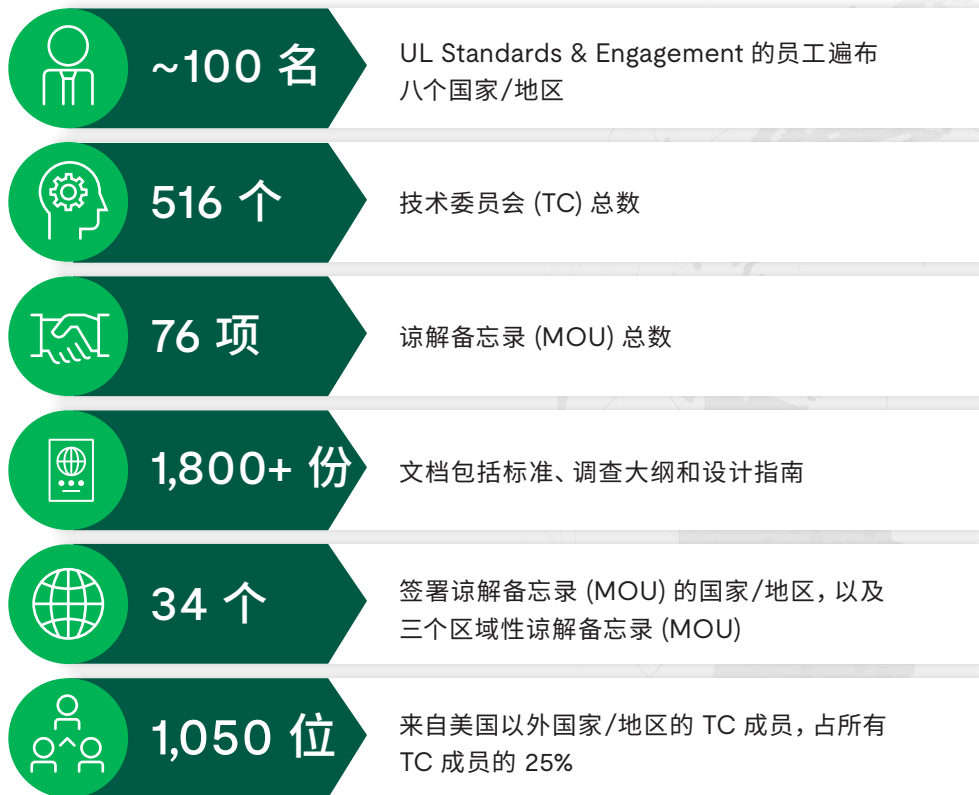 ~100 名
UL Standards & Engagement 的员工遍布
八个国家/地区
516 个
技术委员会 (TC) 总数
76 项
谅解备忘录 (MOU) 总数
1,800+ 份
文档包括标准、调查大纲和设计指南
34 个
签署谅解备忘录 (MOU) 的国家/地区，以及
三个区域性谅解备忘录 (MOU)
1,050 位
来自美国以外国家/地区的 TC 成员，占所有
TC 成员的 25%